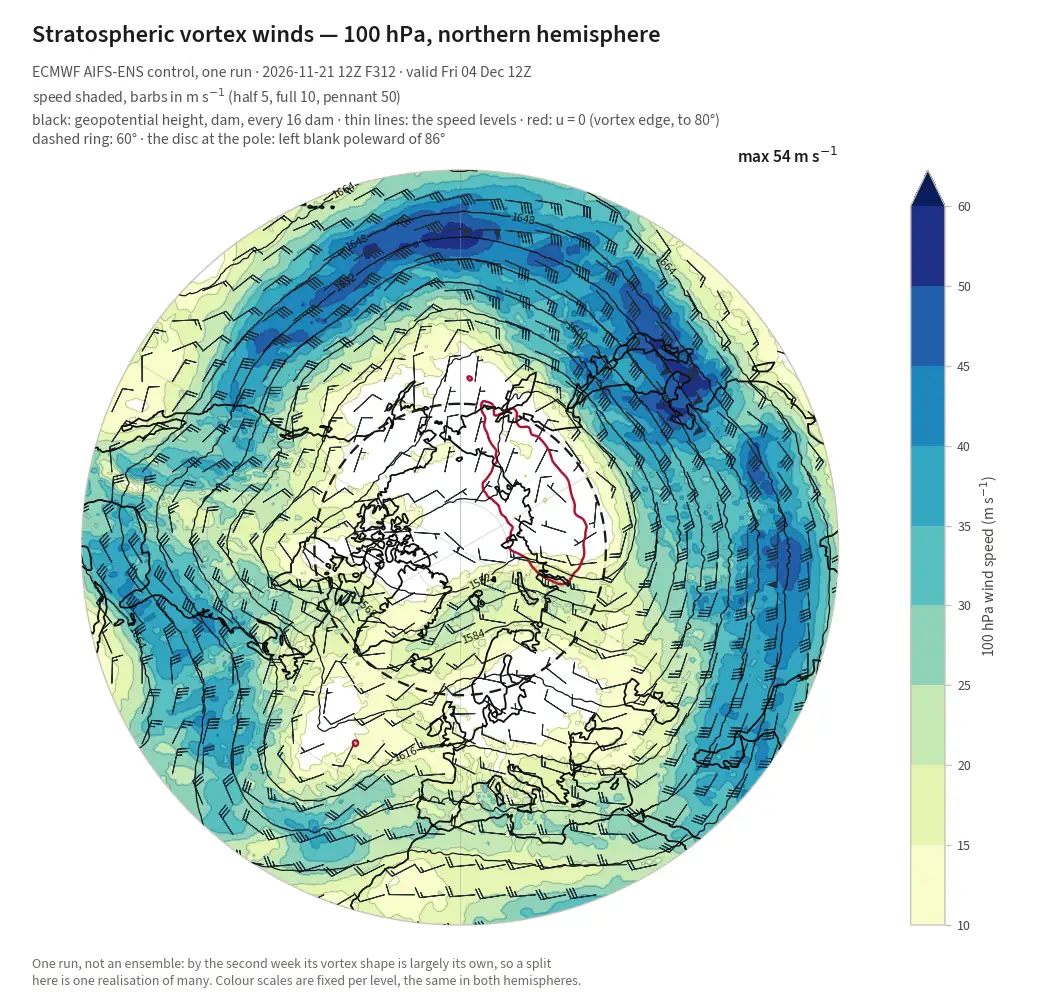 Stratospheric vortex winds — 100 hPa, northern hemisphere
ECMWF AIFS-ENS control, one run · 2026-11-21 12Z F312 · valid Fri 04 Dec 12Z
speed shaded, barbs in m s⁻¹ (half 5, full 10, pennant 50)
black: geopotential height, dam, every 16 dam · thin lines: the speed levels · red: u = 0 (vortex edge, to 80°)
dashed ring: 60° · the disc at the pole: left blank poleward of 86°
max 54 m s⁻¹
1664
1648
1648
1584
1616
60
50
45
40
35
30
25
20
15
10
100 hPa wind speed (m s⁻¹)
One run, not an ensemble: by the second week its vortex shape is largely its own, so a split
here is one realisation of many. Colour scales are fixed per level, the same in both hemispheres.